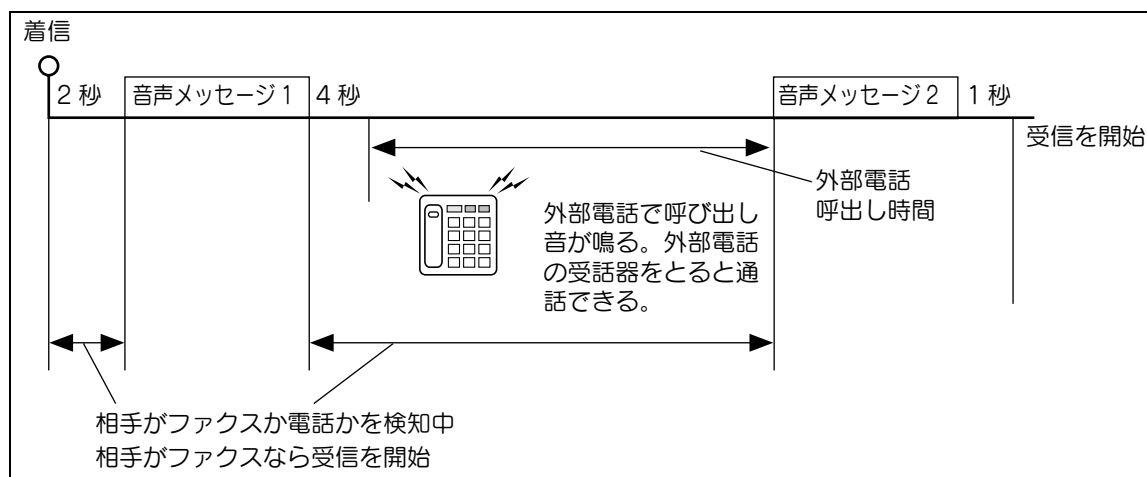 着信
2 秒
音声メッセージ 1
4 秒
音声メッセージ 2
1 秒
受信を開始
外部電話
呼出し時間
外部電話で呼び出し
音が鳴る。外部電話
の受話器をとると通
話できる。
相手がファクスか電話かを検知中
相手がファクスなら受信を開始